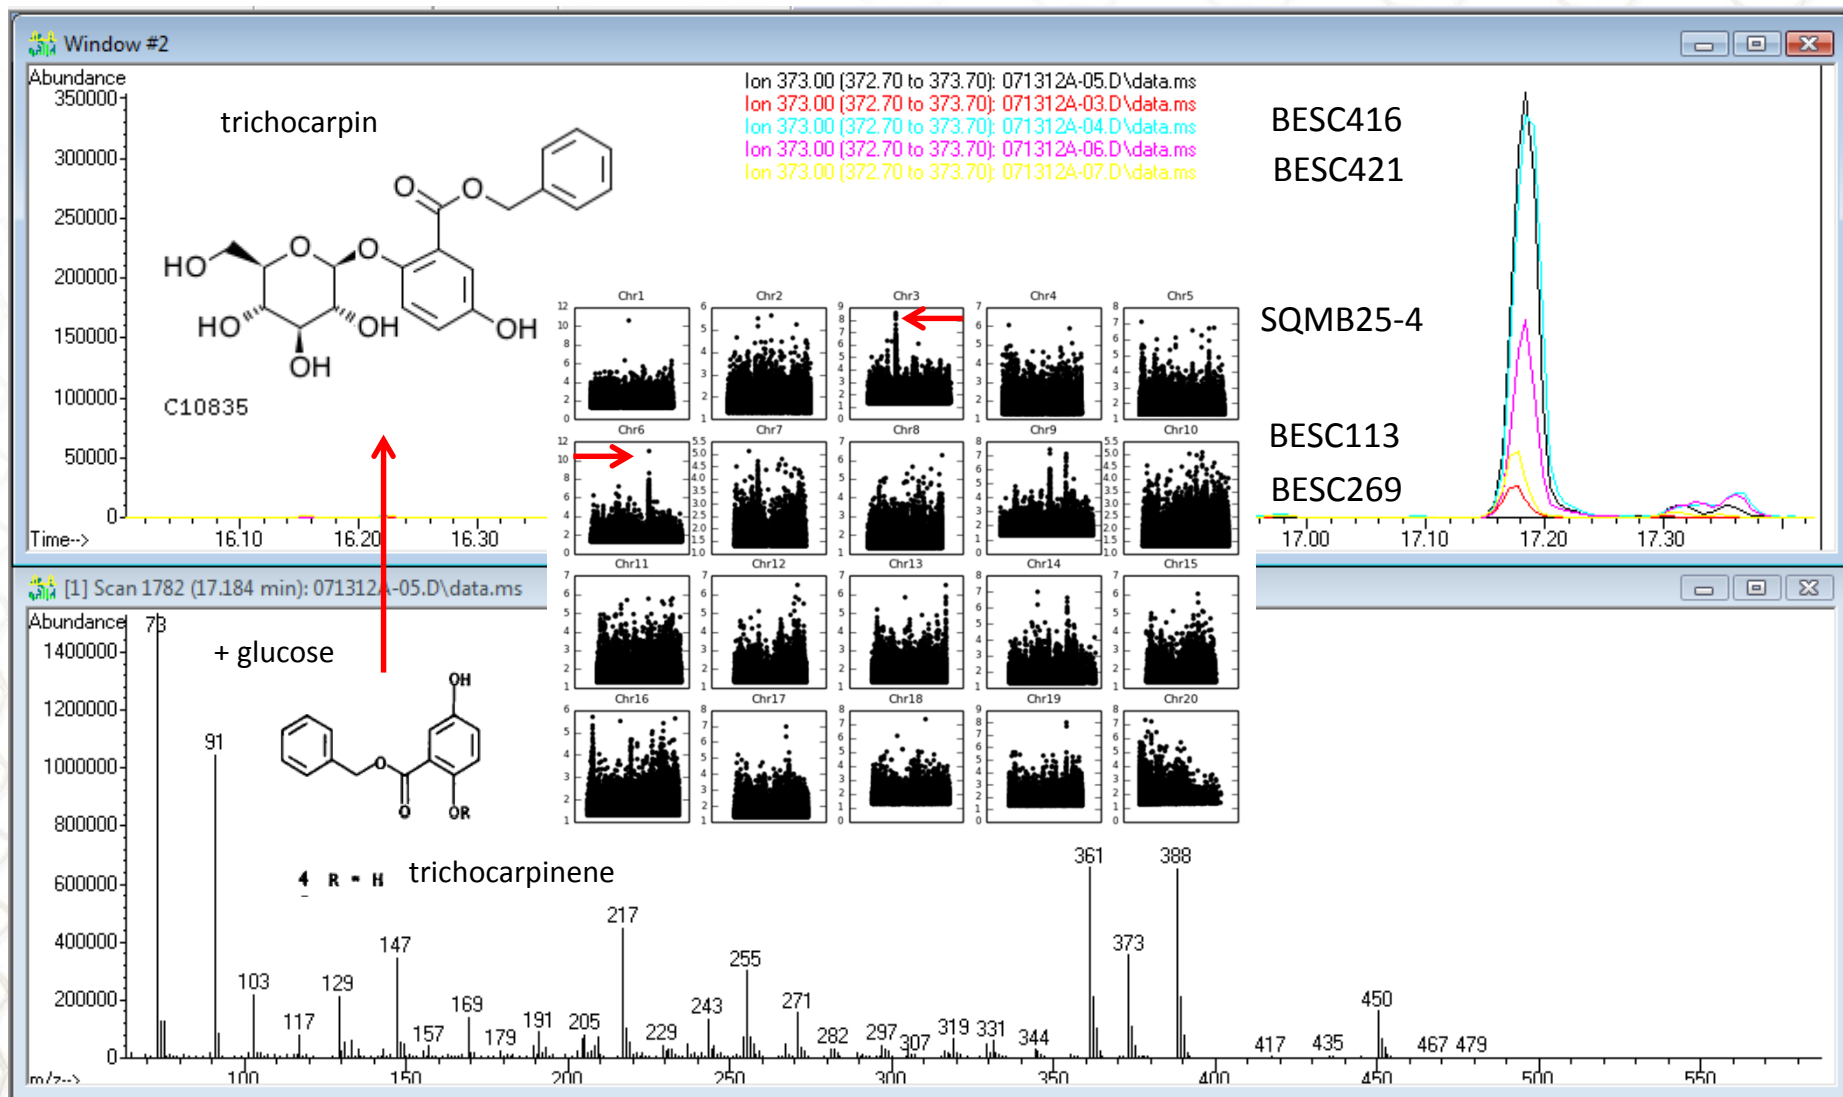 Window #2
Abundance
350000
300000
250000
200000
150000
100000
50000
0
Time-->
16.10
16.20
16.30
17.00
17.10
17.20
17.30
trichocarpin
O
O
HO
O
O
HO
OH
OH
OH
C10835
Ion 373.00 (372.70 to 373.70): 071312A-05.D\data.ms
Ion 373.00 (372.70 to 373.70): 071312A-03.D\data.ms
Ion 373.00 (372.70 to 373.70): 071312A-04.D\data.ms
Ion 373.00 (372.70 to 373.70): 071312A-06.D\data.ms
Ion 373.00 (372.70 to 373.70): 071312A-07.D\data.ms
BESC416
BESC421
SQMB25-4
BESC113
BESC269
Chr1
Chr2
Chr3
Chr4
Chr5
Chr6
Chr7
Chr8
Chr9
Chr10
Chr11
Chr12
Chr13
Chr14
Chr15
Chr16
Chr17
Chr18
Chr19
Chr20
[1] Scan 1782 (17.184 min): 071312A-05.D\data.ms
Abundance
1400000
1200000
1000000
800000
600000
400000
200000
0
m/z-->
100
150
200
250
300
350
400
450
500
550
+ glucose
OH
O
O
OR
4 R = H
trichocarpinene
73
91
103
117
129
147
157
169
179
191
205
217
229
243
255
271
282
297
307
319
331
344
361
373
388
417
435
450
467
479